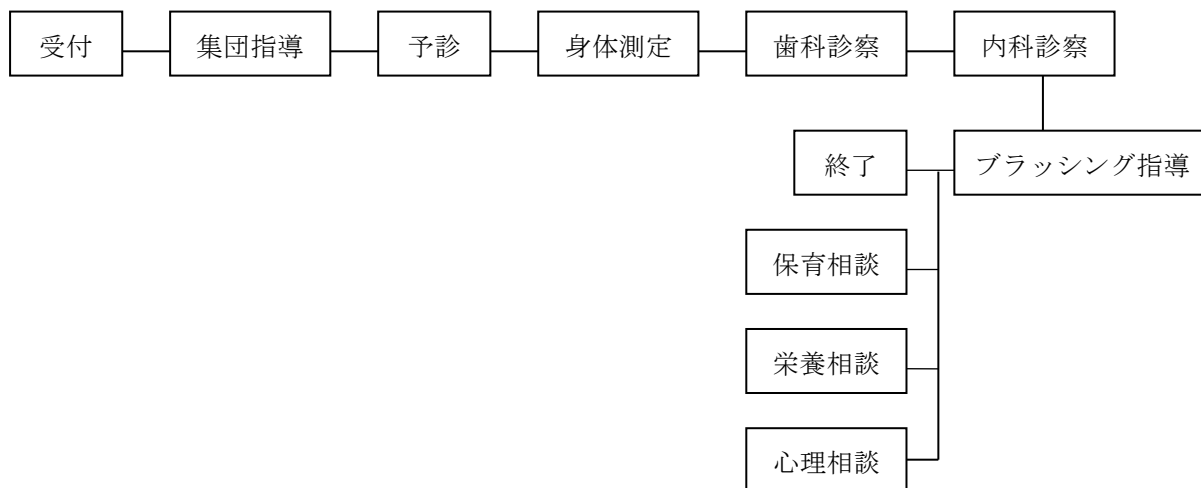 受付
集団指導
予診
身体測定
歯科診察
内科診察
ブラッシング指導
終了
保育相談
栄養相談
心理相談